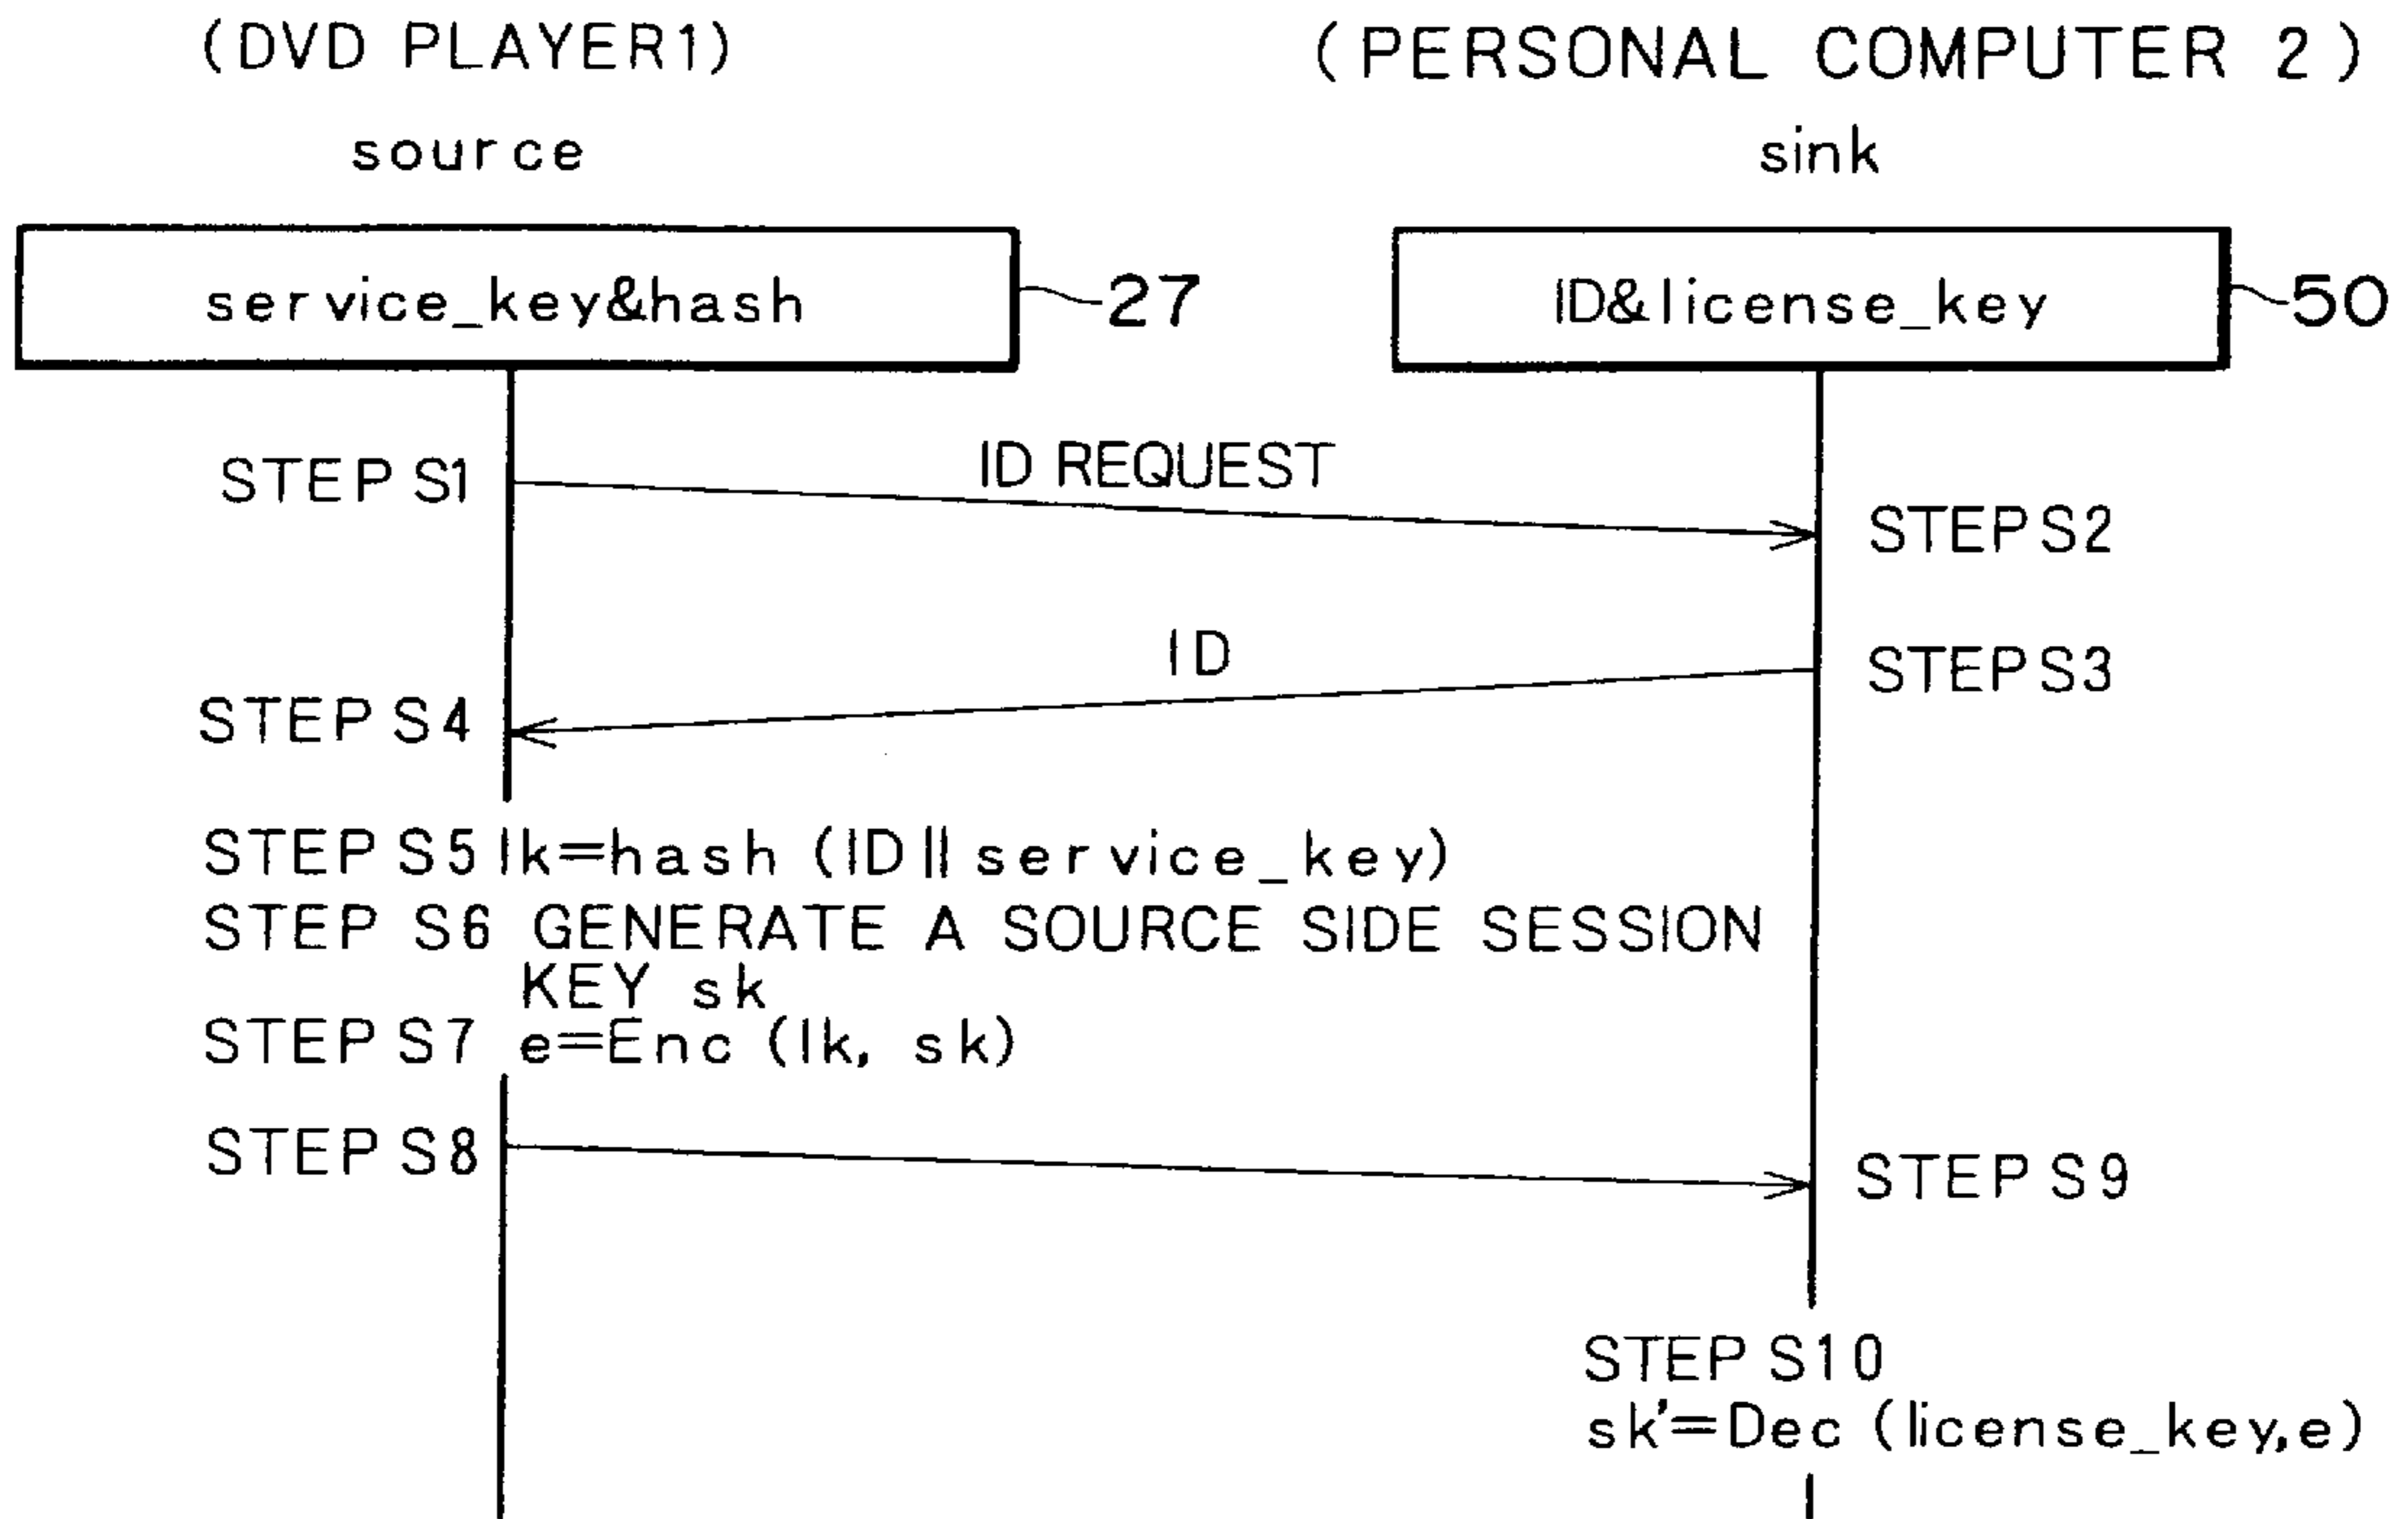 (DVD PLAYER1)
(PERSONAL COMPUTER 2)
source
sink
service_key&hash
27
ID&license_key
50
STEP S1
ID REQUEST
STEP S2
ID
STEP S3
STEP S4
STEP S5 lk=hash (ID || service_key)
STEP S6 GENERATE A SOURCE SIDE SESSION
KEY sk
STEP S7 e=Enc (lk, sk)
STEP S8
STEP S9
STEP S10
sk'=Dec (license_key,e)